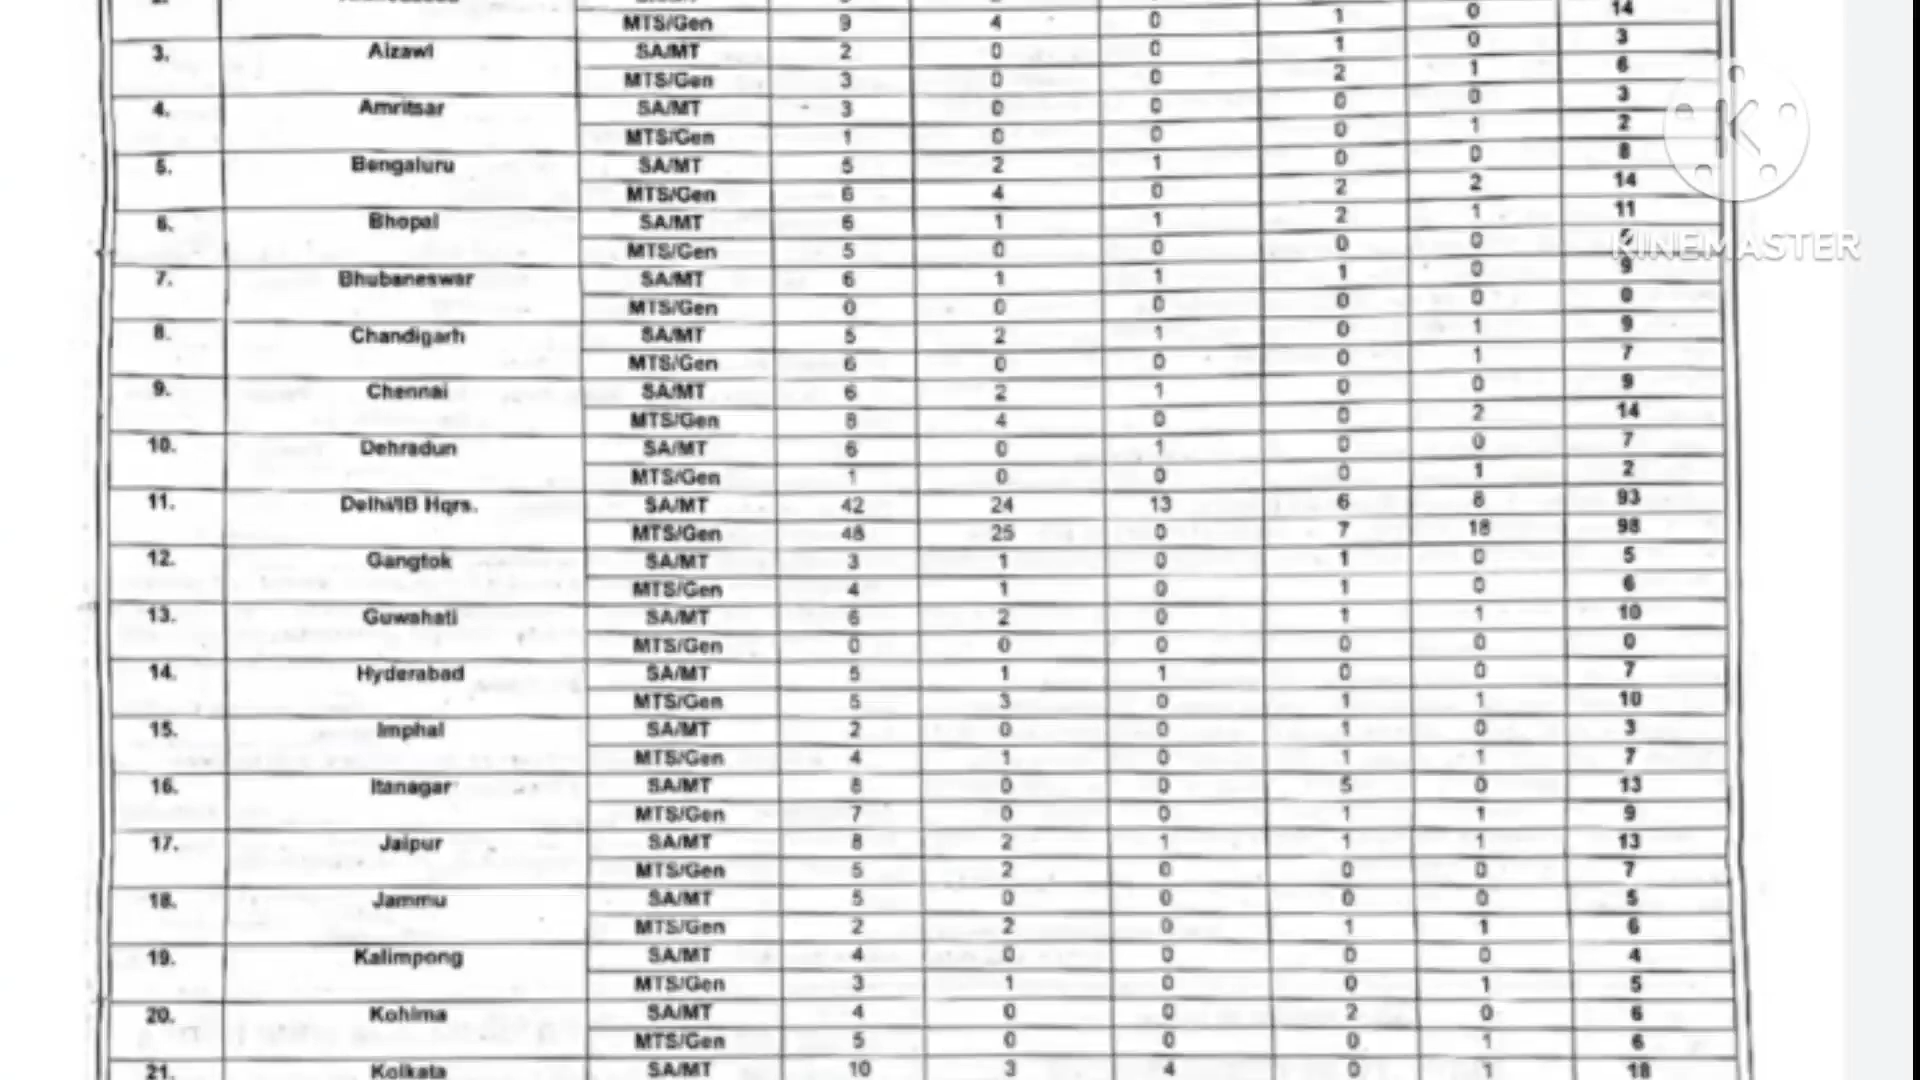 MTS/Gen 9 4 0 1 0 14
3. Aizawl SA/MT 2 0 0 1 0 3
MTS/Gen 3 0 0 2 1 6
4. Amritsar SA/MT 3 0 0 0 0 3
MTS/Gen 1 0 0 0 1 2
5. Bengaluru SA/MT 5 2 1 0 0 8
MTS/Gen 6 4 0 2 2 14
6. Bhopal SA/MT 6 1 1 2 1 11
MTS/Gen 5 0 0 0 0
KINEMASTER
7. Bhubaneswar SA/MT 6 1 1 1 0 9
MTS/Gen 0 0 0 0 0 0
8. Chandigarh SA/MT 5 2 1 0 1 9
MTS/Gen 6 0 0 0 1 7
9. Chennai SA/MT 6 2 1 0 0 9
MTS/Gen 8 4 0 0 2 14
10. Dehradun SA/MT 6 0 1 0 0 7
MTS/Gen 1 0 0 0 1 2
11. Delhi/IB Hqrs. SA/MT 42 24 13 6 8 93
MTS/Gen 48 25 0 7 18 98
12. Gangtok SA/MT 3 1 0 1 0 5
MTS/Gen 4 1 0 1 0 6
13. Guwahati SA/MT 6 2 0 1 1 10
MTS/Gen 0 0 0 0 0 0
14. Hyderabad SA/MT 5 1 1 0 0 7
MTS/Gen 5 3 0 1 1 10
15. Imphal SA/MT 2 0 0 1 0 3
MTS/Gen 4 1 0 1 1 7
16. Itanagar SA/MT 8 0 0 5 0 13
MTS/Gen 7 0 0 1 1 9
17. Jaipur SA/MT 8 2 1 1 1 13
MTS/Gen 5 2 0 0 0 7
18. Jammu SA/MT 5 0 0 0 0 5
MTS/Gen 2 2 0 1 1 6
19. Kalimpong SA/MT 4 0 0 0 0 4
MTS/Gen 3 1 0 0 1 5
20. Kohima SA/MT 4 0 0 2 0 6
MTS/Gen 5 0 0 0 1 6
21. Kolkata SA/MT 10 3 4 0 1 18